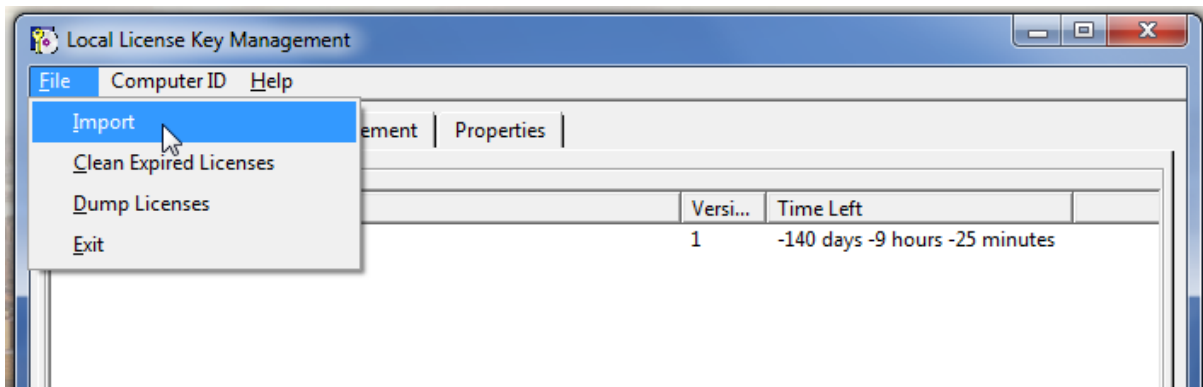 Local License Key Management
File Computer ID Help
Import
ement Properties
Clean Expired Licenses
Versi... Time Left
Dump Licenses
1 -140 days -9 hours -25 minutes
Exit